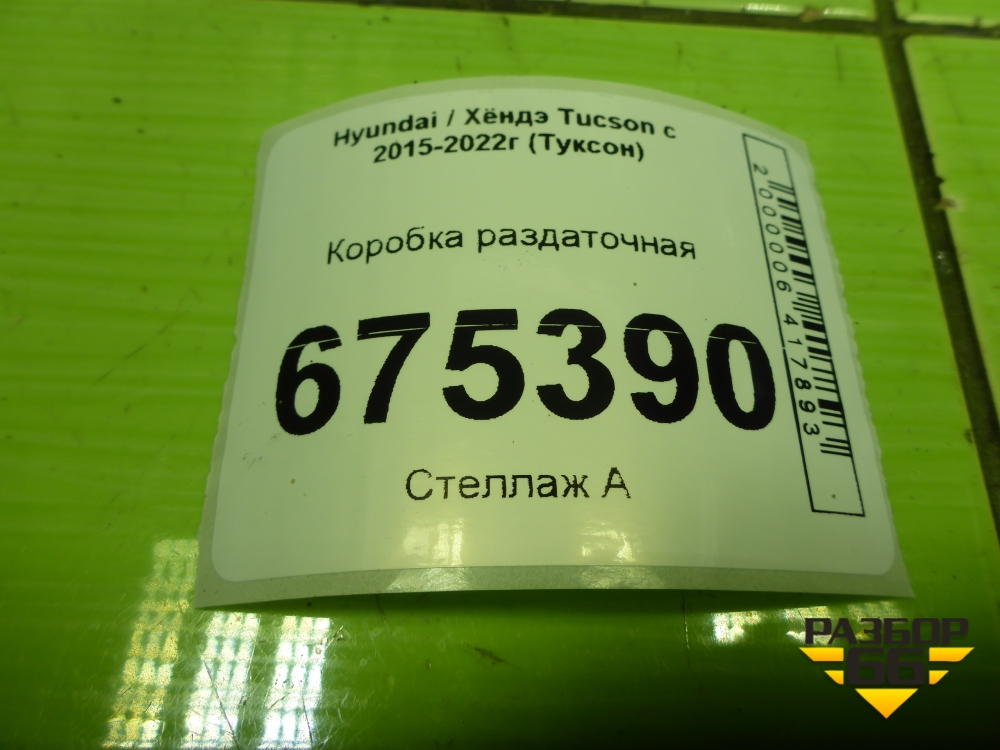 Hyundai / Хёндэ Tucson с
2015-2022г (Туксон)
Коробка раздаточная
675390
Стеллаж А
2000006417893
РАЗБОР
66